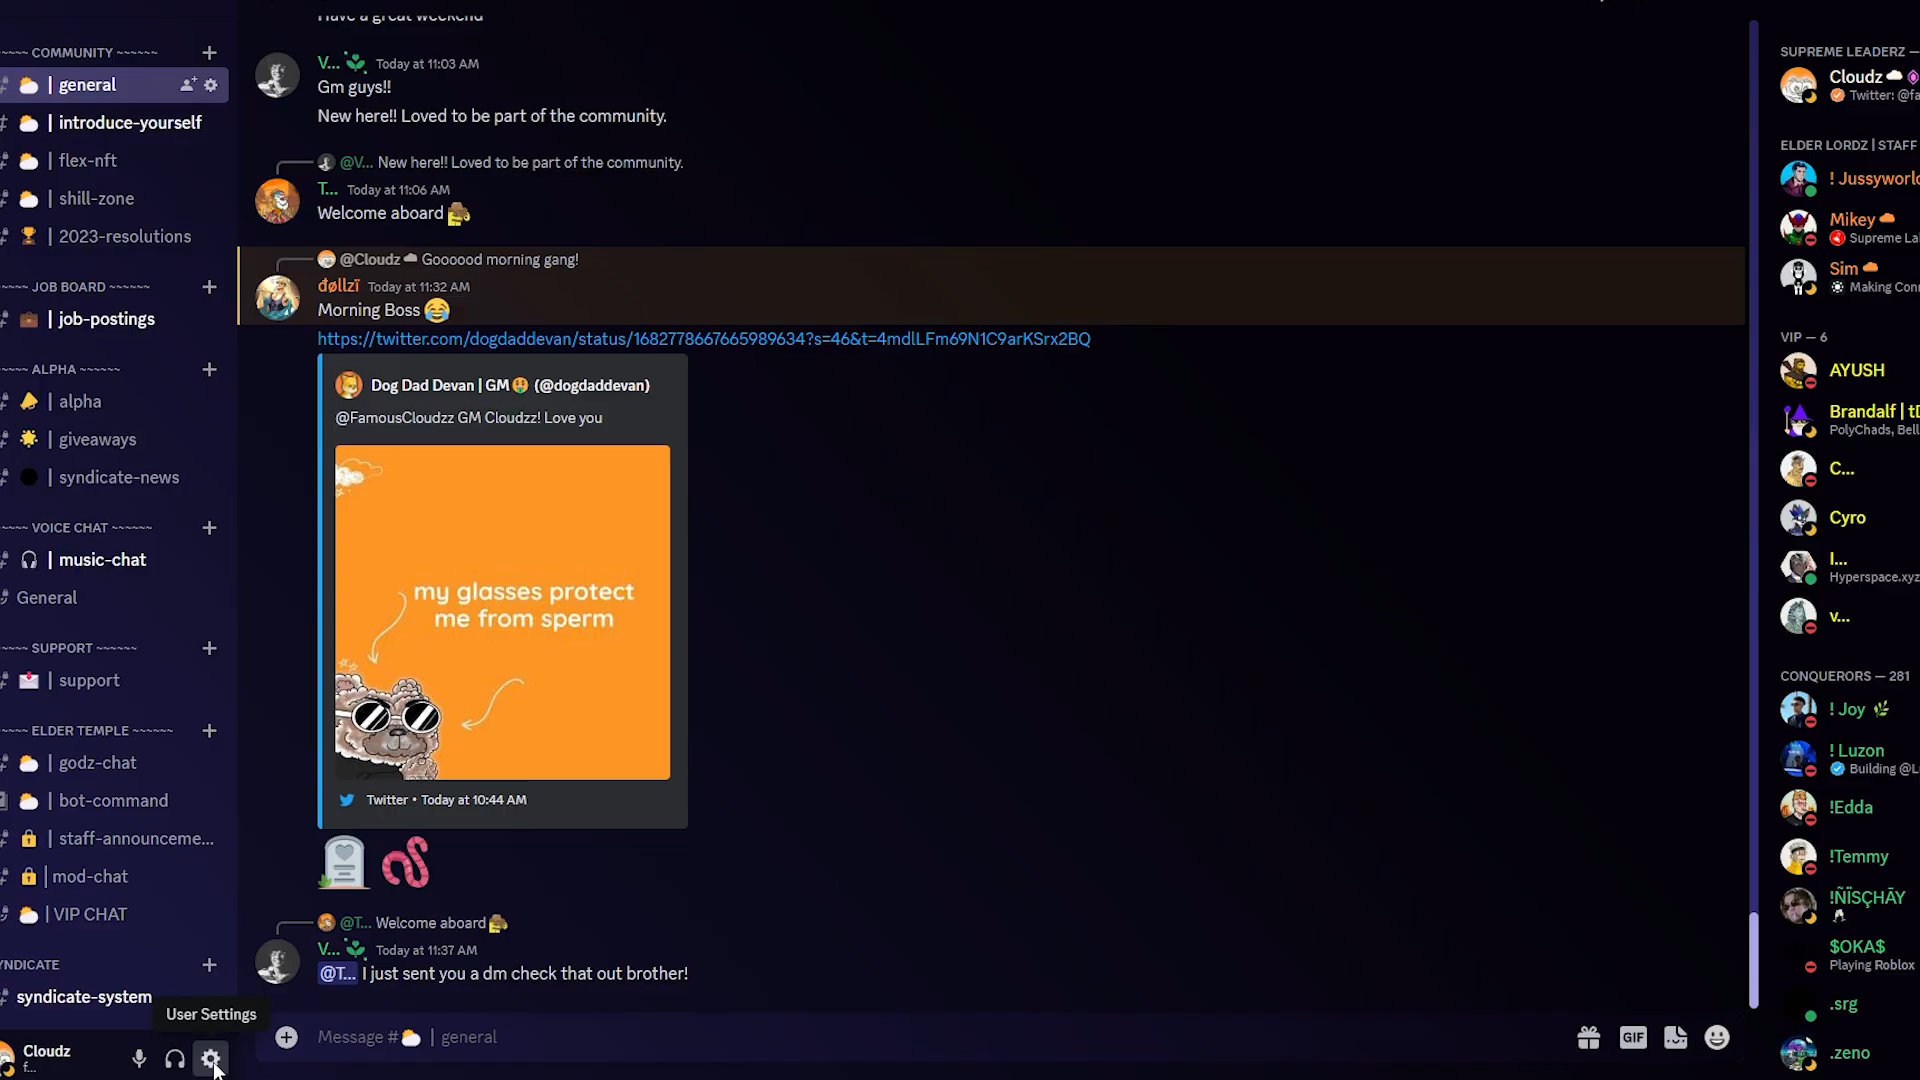 Have a great weekend
~~~~ COMMUNITY ~~~~~~
| general
| introduce-yourself
| flex-nft
| shill-zone
| 2023-resolutions
~~~~ JOB BOARD ~~~~~~
| job-postings
~~~~ ALPHA ~~~~~~
| alpha
| giveaways
| syndicate-news
~~~~ VOICE CHAT ~~~~~~
| music-chat
General
~~~~ SUPPORT ~~~~~~
| support
~~~~ ELDER TEMPLE ~~~~~~
| godz-chat
| bot-command
| staff-announceme...
| mod-chat
| VIP CHAT
YNDICATE
syndicate-system
User Settings
Cloudz
f...
V... Today at 11:03 AM
Gm guys!!
New here!! Loved to be part of the community.
@V... New here!! Loved to be part of the community.
T... Today at 11:06 AM
Welcome aboard
@Cloudz Goooood morning gang!
đøllzï Today at 11:32 AM
Morning Boss
https://twitter.com/dogdaddevan/status/1682778667665989634?s=46&t=4mdlLFm69N1C9arKSrx2BQ
Dog Dad Devan | GM (@dogdaddevan)
@FamousCloudzz GM Cloudzz! Love you
my glasses protect
me from sperm
Twitter • Today at 10:44 AM
@T... Welcome aboard
V... Today at 11:37 AM
@T... I just sent you a dm check that out brother!
Message # | general
GIF
SUPREME LEADERZ —
Cloudz
Twitter: @fa
ELDER LORDZ | STAFF
! Jussyworld
Mikey
Supreme Lab
Sim
Making Conn
VIP — 6
AYUSH
Brandalf | tD
PolyChads, Bell
C...
Cyro
I...
Hyperspace.xyz
v...
CONQUERORS — 281
! Joy
! Luzon
Building @L
!Edda
!Temmy
!ÑÏSÇHÃY
$OKA$
Playing Roblox
.srg
.zeno